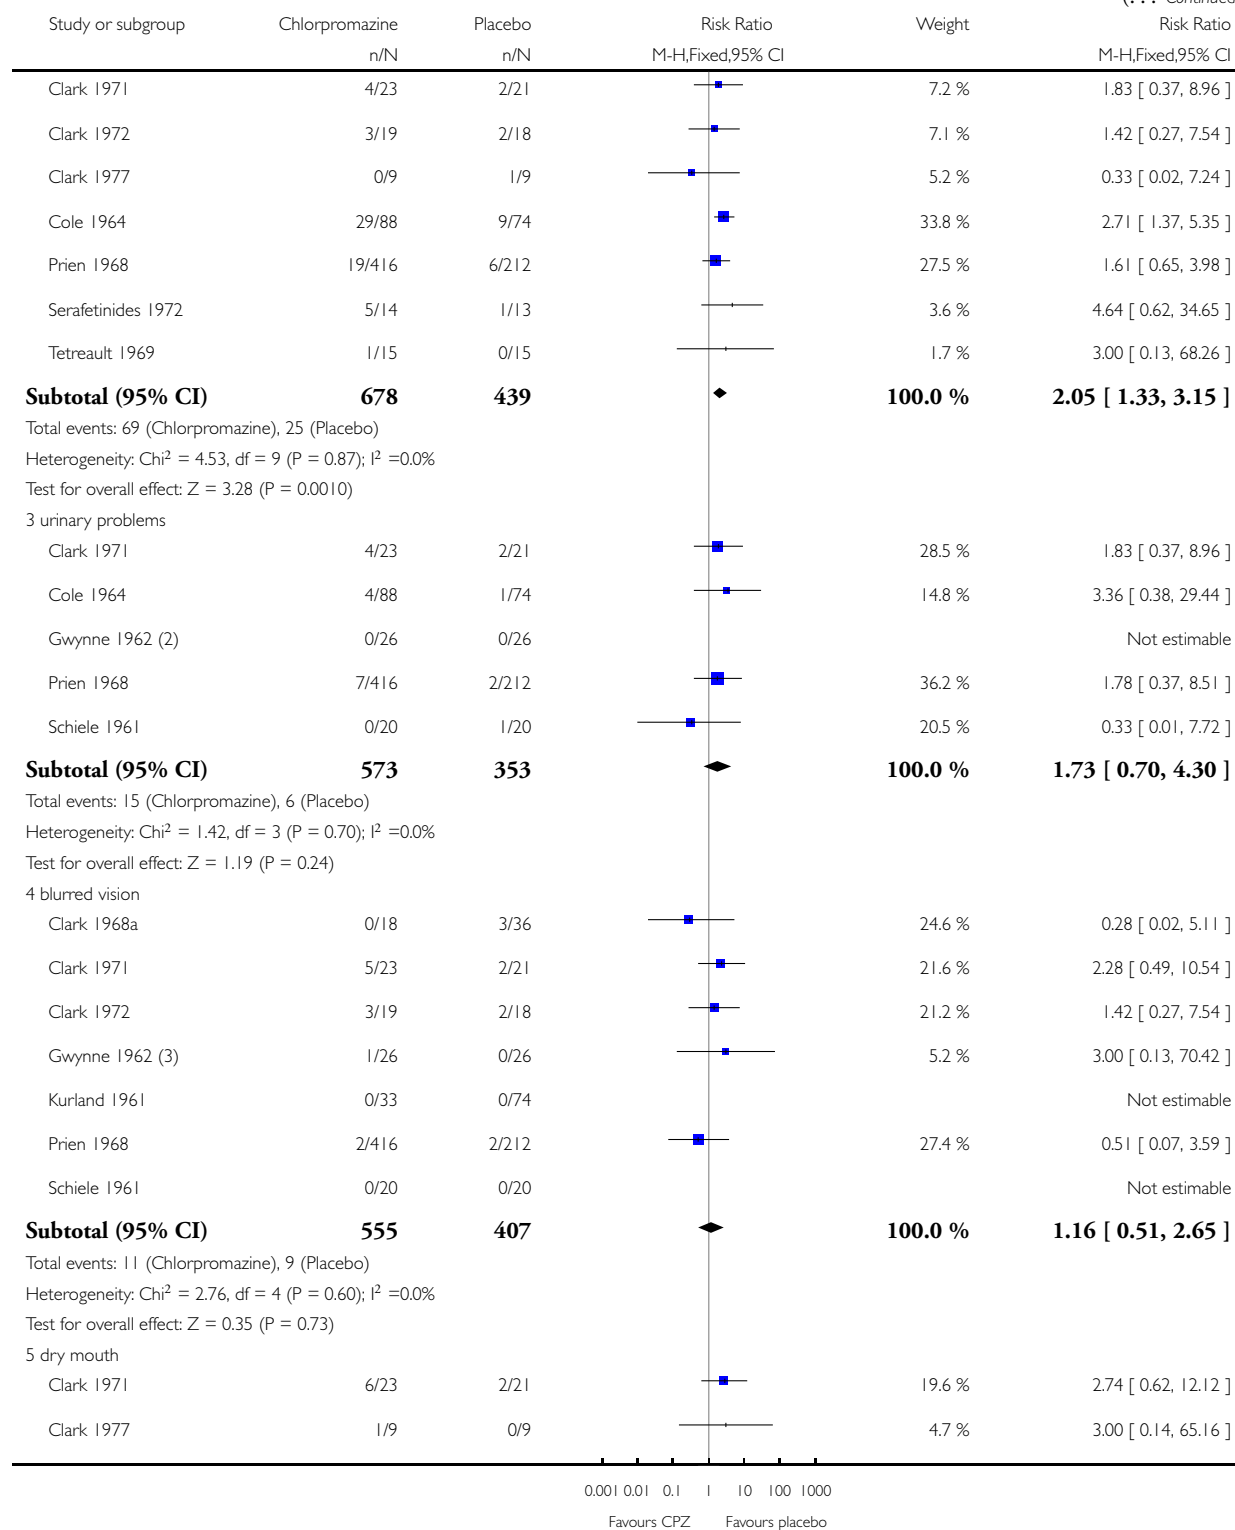 (. . . Continued
Study or subgroup Chlorpromazine Placebo Risk Ratio Weight Risk Ratio
n/N n/N M-H,Fixed,95% CI M-H,Fixed,95% CI
Clark 1971 4/23 2/21 7.2 % 1.83 [ 0.37, 8.96 ]
Clark 1972 3/19 2/18 7.1 % 1.42 [ 0.27, 7.54 ]
Clark 1977 0/9 1/9 5.2 % 0.33 [ 0.02, 7.24 ]
Cole 1964 29/88 9/74 33.8 % 2.71 [ 1.37, 5.35 ]
Prien 1968 19/416 6/212 27.5 % 1.61 [ 0.65, 3.98 ]
Serafetinides 1972 5/14 1/13 3.6 % 4.64 [ 0.62, 34.65 ]
Tetreault 1969 1/15 0/15 1.7 % 3.00 [ 0.13, 68.26 ]
Subtotal (95% CI) 678 439 100.0 % 2.05 [ 1.33, 3.15 ]
Total events: 69 (Chlorpromazine), 25 (Placebo)
Heterogeneity: Chi² = 4.53, df = 9 (P = 0.87); I² =0.0%
Test for overall effect: Z = 3.28 (P = 0.0010)
3 urinary problems
Clark 1971 4/23 2/21 28.5 % 1.83 [ 0.37, 8.96 ]
Cole 1964 4/88 1/74 14.8 % 3.36 [ 0.38, 29.44 ]
Gwynne 1962 (2) 0/26 0/26 Not estimable
Prien 1968 7/416 2/212 36.2 % 1.78 [ 0.37, 8.51 ]
Schiele 1961 0/20 1/20 20.5 % 0.33 [ 0.01, 7.72 ]
Subtotal (95% CI) 573 353 100.0 % 1.73 [ 0.70, 4.30 ]
Total events: 15 (Chlorpromazine), 6 (Placebo)
Heterogeneity: Chi² = 1.42, df = 3 (P = 0.70); I² =0.0%
Test for overall effect: Z = 1.19 (P = 0.24)
4 blurred vision
Clark 1968a 0/18 3/36 24.6 % 0.28 [ 0.02, 5.11 ]
Clark 1971 5/23 2/21 21.6 % 2.28 [ 0.49, 10.54 ]
Clark 1972 3/19 2/18 21.2 % 1.42 [ 0.27, 7.54 ]
Gwynne 1962 (3) 1/26 0/26 5.2 % 3.00 [ 0.13, 70.42 ]
Kurland 1961 0/33 0/74 Not estimable
Prien 1968 2/416 2/212 27.4 % 0.51 [ 0.07, 3.59 ]
Schiele 1961 0/20 0/20 Not estimable
Subtotal (95% CI) 555 407 100.0 % 1.16 [ 0.51, 2.65 ]
Total events: 11 (Chlorpromazine), 9 (Placebo)
Heterogeneity: Chi² = 2.76, df = 4 (P = 0.60); I² =0.0%
Test for overall effect: Z = 0.35 (P = 0.73)
5 dry mouth
Clark 1971 6/23 2/21 19.6 % 2.74 [ 0.62, 12.12 ]
Clark 1977 1/9 0/9 4.7 % 3.00 [ 0.14, 65.16 ]
0.001 0.01 0.1 1 10 100 1000
Favours CPZ Favours placebo